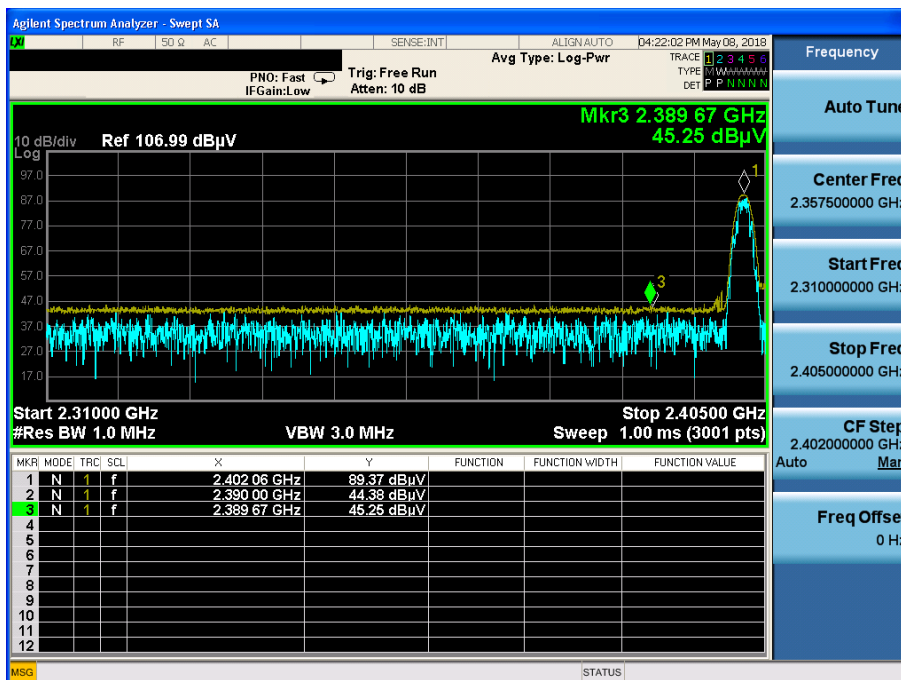 Agilent Spectrum Analyzer - Swept SA
LXI RF 50 Ω AC SENSE:INT ALIGN AUTO 04:22:02 PM May 08, 2018
Frequency
Avg Type: Log-Pwr TRACE 1 2 3 4 5 6
PNO: Fast Trig: Free Run TYPE M W
IFGain:Low Atten: 10 dB DET P P N N N N
Auto Tune
Mkr3 2.389 67 GHz
10 dB/div Ref 106.99 dBµV 45.25 dBµV
Log
97.0
87.0
77.0
67.0
57.0
47.0
37.0
27.0
17.0
1
3
Center Freq
2.357500000 GHz
Start Freq
2.310000000 GHz
Stop Freq
2.405000000 GHz
Start 2.31000 GHz Stop 2.40500 GHz
#Res BW 1.0 MHz VBW 3.0 MHz Sweep 1.00 ms (3001 pts)
CF Step
2.402000000 GHz
Auto Man
MKR MODE TRC SCL X Y FUNCTION FUNCTION WIDTH FUNCTION VALUE
1 N 1 f 2.402 06 GHz 89.37 dBµV
2 N 1 f 2.390 00 GHz 44.38 dBµV
3 N 1 f 2.389 67 GHz 45.25 dBµV
4
5
6
7
8
9
10
11
12
Freq Offset
0 Hz
MSG STATUS